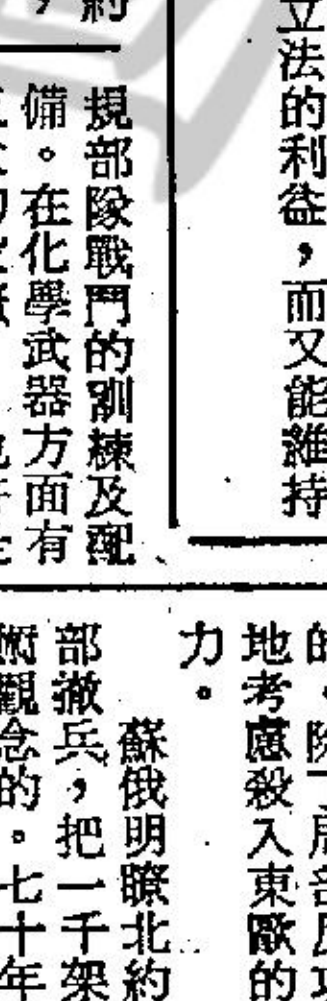 立法的利益，而又能維持
，約
規部隊戰鬥的訓練及配
備。在化學武器方面有
地考慮殺入東歐的
力。
蘇俄明瞭北約
部撤兵，把一千架
觀念的。七十年